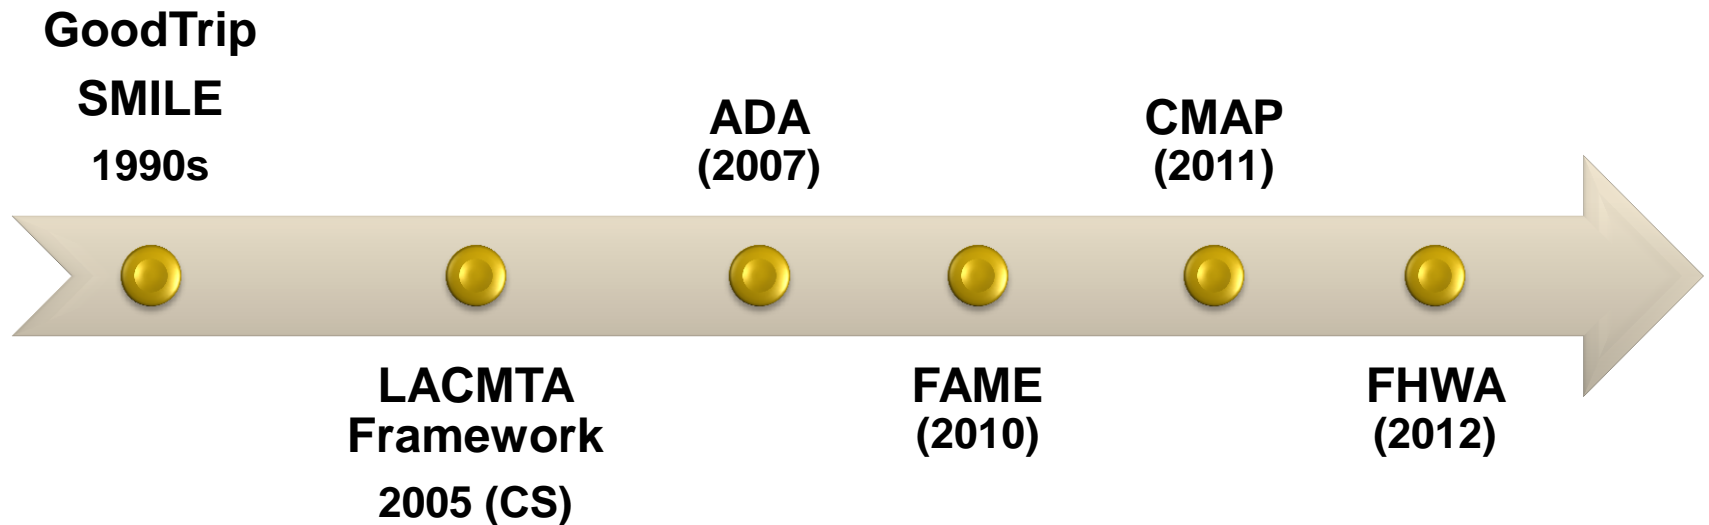 GoodTrip
SMILE
1990s
LACMTA
Framework
2005 (CS)
ADA
(2007)
FAME
(2010)
CMAP
(2011)
FHWA
(2012)